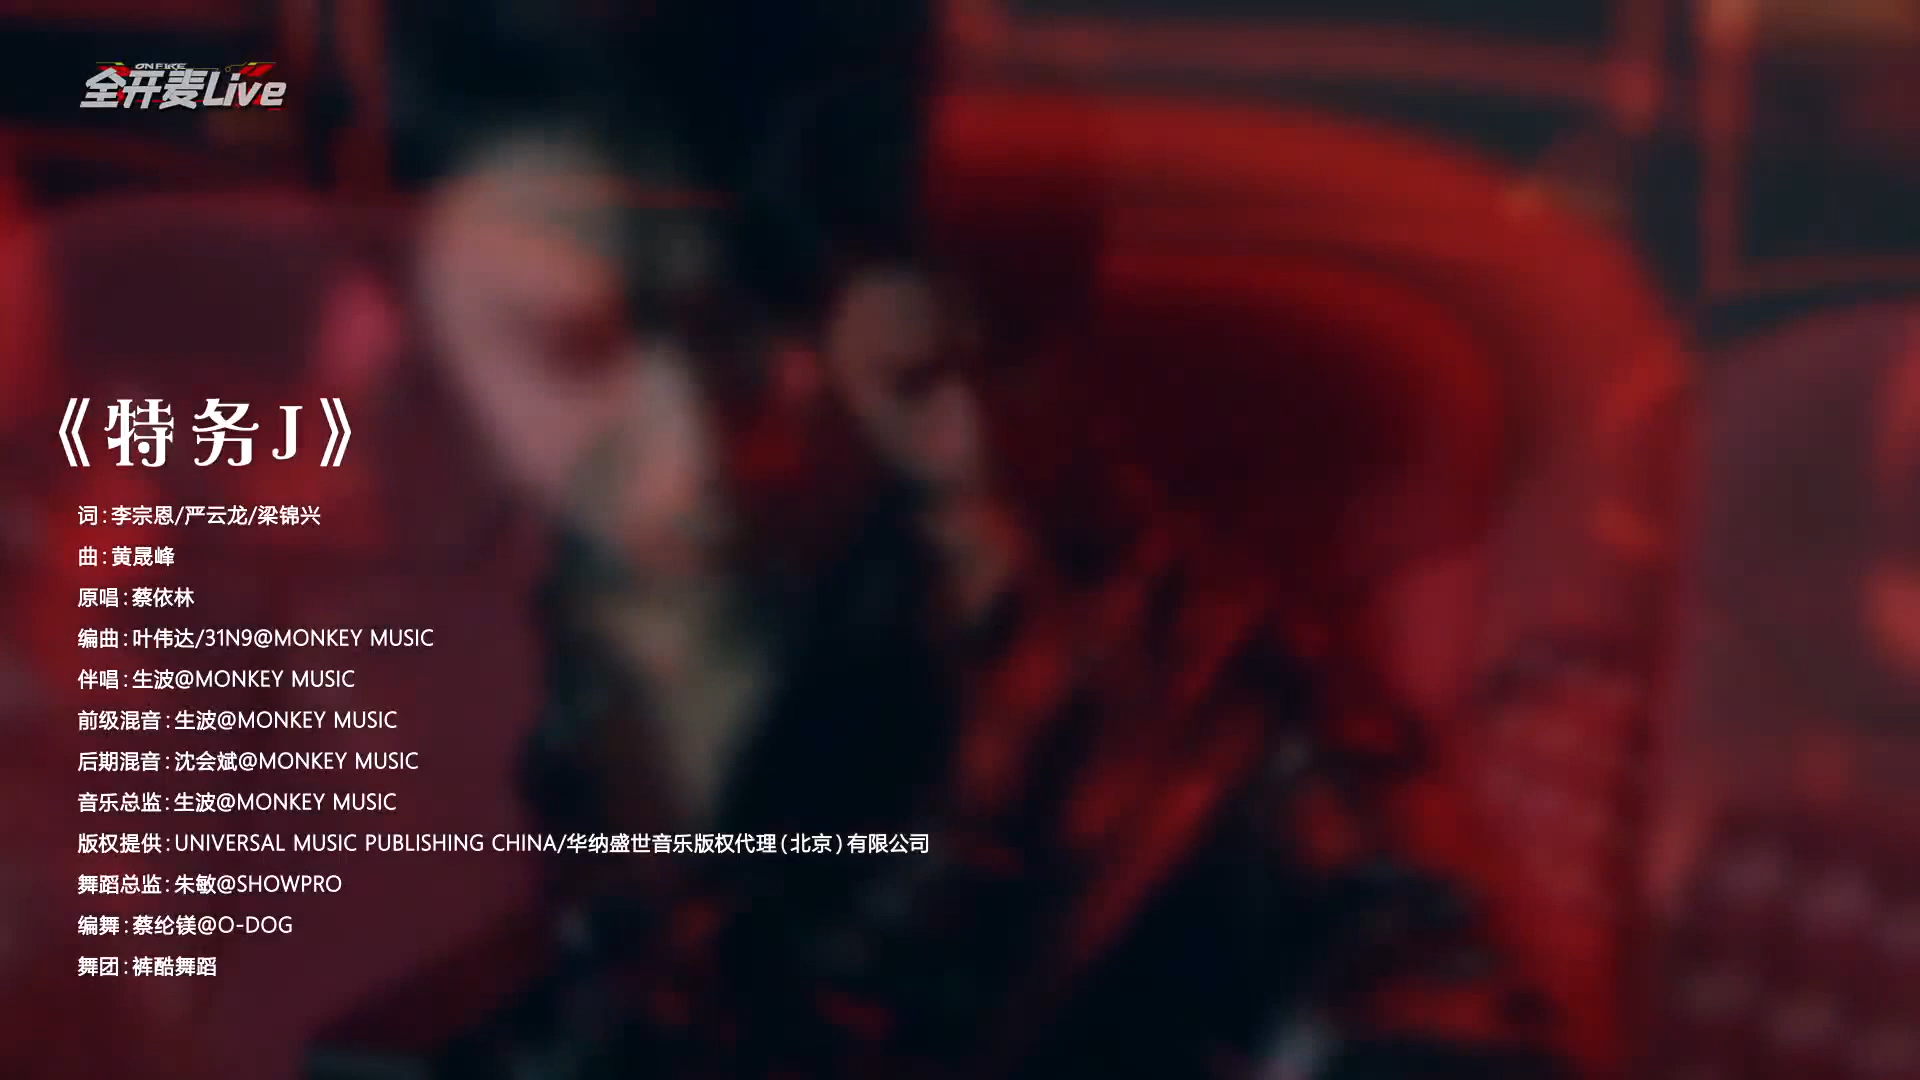 ON FIRE
全开麦Live
《特务J》
词:李宗恩/严云龙/梁锦兴
曲:黄晟峰
原唱:蔡依林
编曲:叶伟达/31N9@MONKEY MUSIC
伴唱:生波@MONKEY MUSIC
前级混音:生波@MONKEY MUSIC
后期混音:沈会斌@MONKEY MUSIC
音乐总监:生波@MONKEY MUSIC
版权提供:UNIVERSAL MUSIC PUBLISHING CHINA/华纳盛世音乐版权代理(北京)有限公司
舞蹈总监:朱敏@SHOWPRO
编舞:蔡纶镁@O-DOG
舞团:裤酷舞蹈